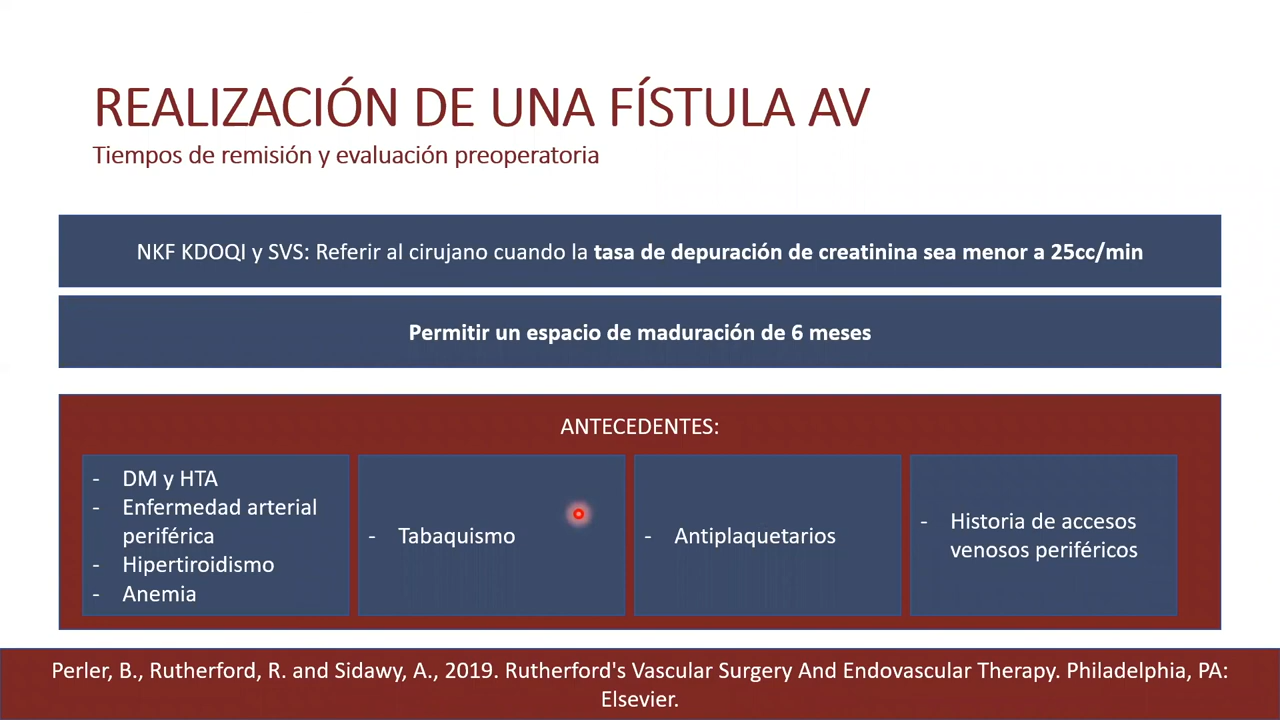 REALIZACIÓN DE UNA FÍSTULA AV
Tiempos de remisión y evaluación preoperatoria
NKF KDOQI y SVS: Referir al cirujano cuando la tasa de depuración de creatinina sea menor a 25cc/min
Permitir un espacio de maduración de 6 meses
ANTECEDENTES:
- DM y HTA
- Enfermedad arterial
periférica
- Hipertiroidismo
- Anemia
- Tabaquismo
- Antiplaquetarios
- Historia de accesos
venosos periféricos
Perler, B., Rutherford, R. and Sidawy, A., 2019. Rutherford's Vascular Surgery And Endovascular Therapy. Philadelphia, PA:
Elsevier.